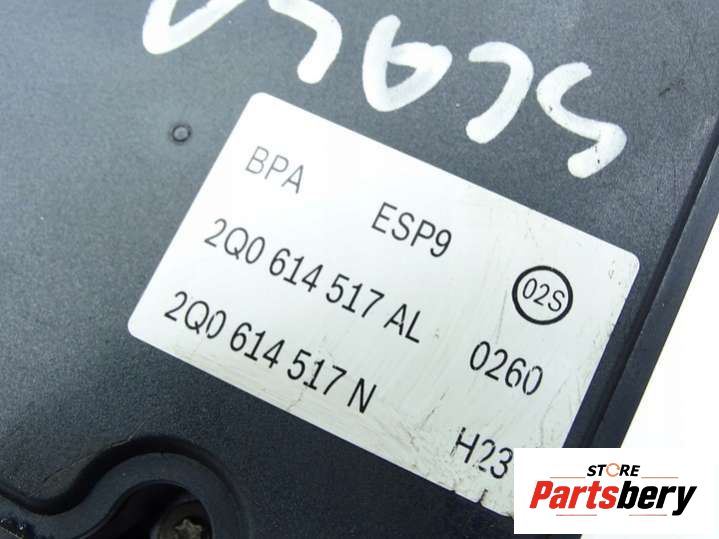 SCALA
BPA ESP9 02S
2Q0 614 517 AL 0260
2Q0 614 517 N H23
STORE
Partsbery